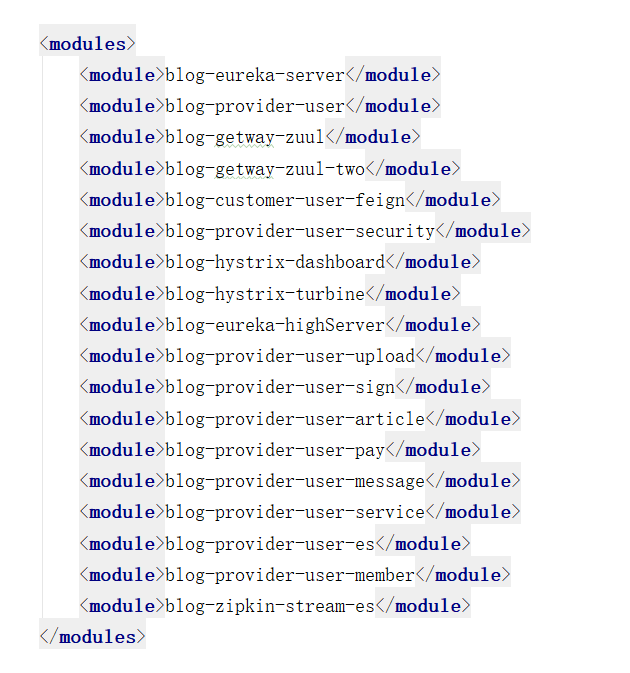 <modules>
<module>blog-eureka-server</module>
<module>blog-provider-user</module>
<module>blog-getway-zuul</module>
<module>blog-getway-zuul-two</module>
<module>blog-customer-user-feign</module>
<module>blog-provider-user-security</module>
<module>blog-hystrix-dashboard</module>
<module>blog-hystrix-turbine</module>
<module>blog-eureka-highServer</module>
<module>blog-provider-user-upload</module>
<module>blog-provider-user-sign</module>
<module>blog-provider-user-article</module>
<module>blog-provider-user-pay</module>
<module>blog-provider-user-message</module>
<module>blog-provider-user-service</module>
<module>blog-provider-user-es</module>
<module>blog-provider-user-member</module>
<module>blog-zipkin-stream-es</module>
</modules>